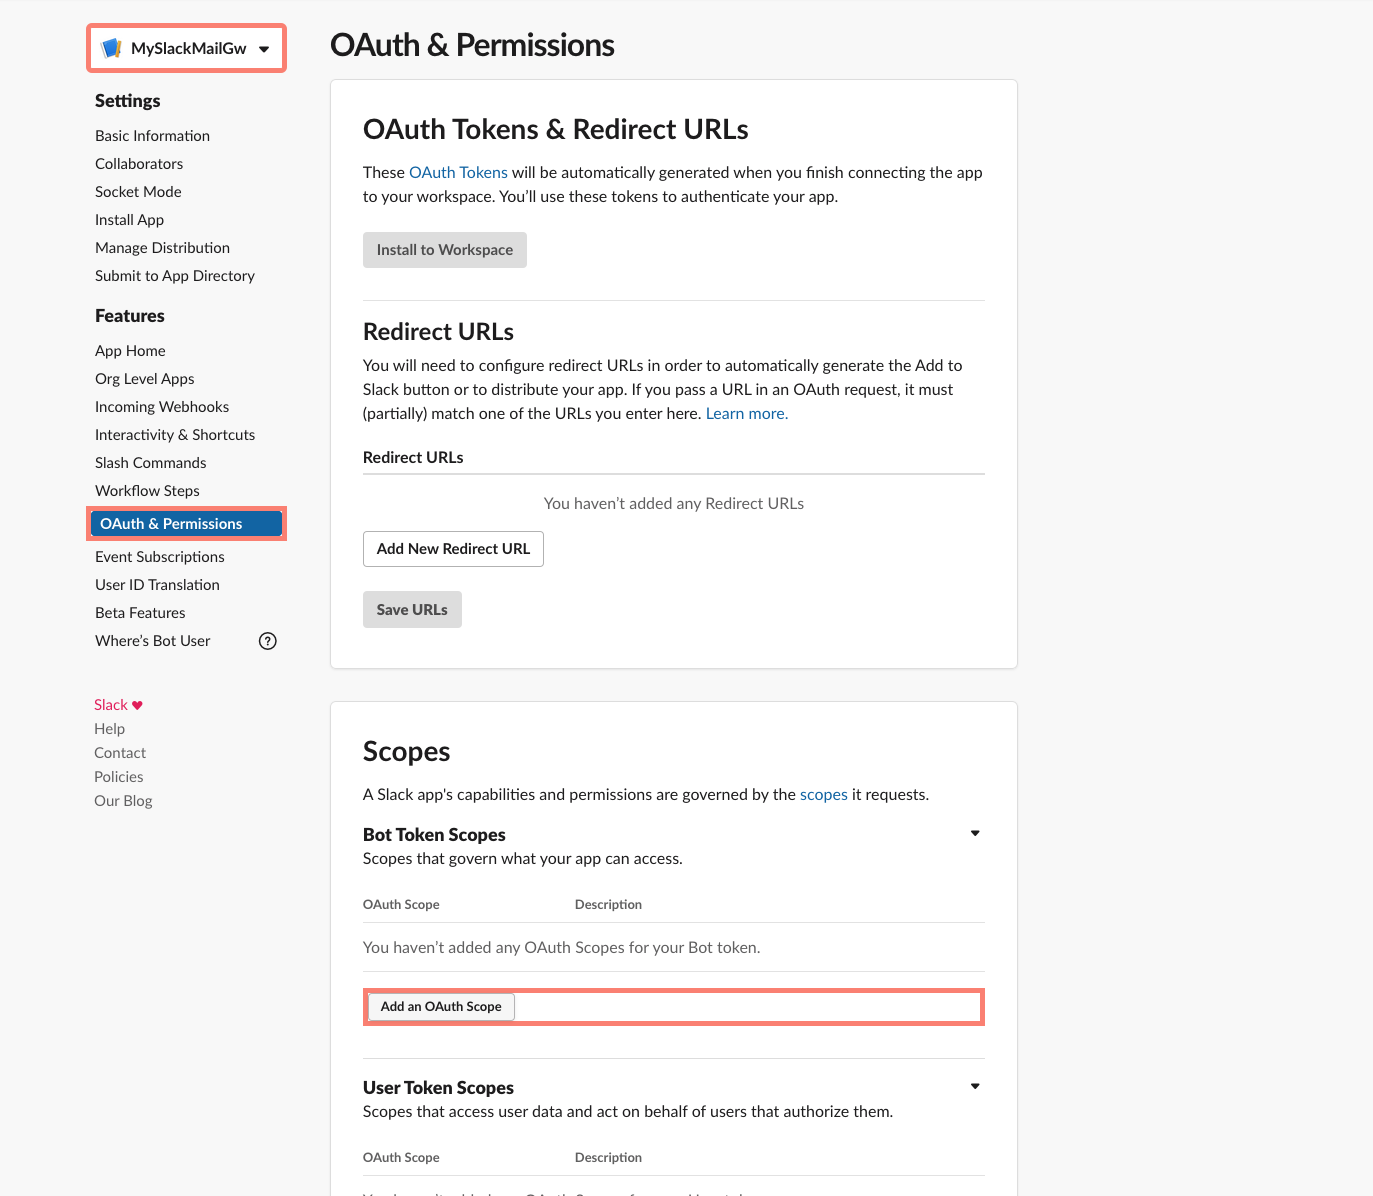 MySlackMailGw
Settings
Basic Information
Collaborators
Socket Mode
Install App
Manage Distribution
Submit to App Directory
Features
App Home
Org Level Apps
Incoming Webhooks
Interactivity & Shortcuts
Slash Commands
Workflow Steps
OAuth & Permissions
Event Subscriptions
User ID Translation
Beta Features
Where’s Bot User ?
Slack ♥
Help
Contact
Policies
Our Blog
OAuth & Permissions
OAuth Tokens & Redirect URLs
These OAuth Tokens will be automatically generated when you finish connecting the app
to your workspace. You’ll use these tokens to authenticate your app.
Install to Workspace
Redirect URLs
You will need to configure redirect URLs in order to automatically generate the Add to
Slack button or to distribute your app. If you pass a URL in an OAuth request, it must
(partially) match one of the URLs you enter here. Learn more.
Redirect URLs
You haven’t added any Redirect URLs
Add New Redirect URL
Save URLs
Scopes
A Slack app's capabilities and permissions are governed by the scopes it requests.
Bot Token Scopes
Scopes that govern what your app can access.
OAuth Scope Description
You haven’t added any OAuth Scopes for your Bot token.
Add an OAuth Scope
User Token Scopes
Scopes that access user data and act on behalf of users that authorize them.
OAuth Scope Description